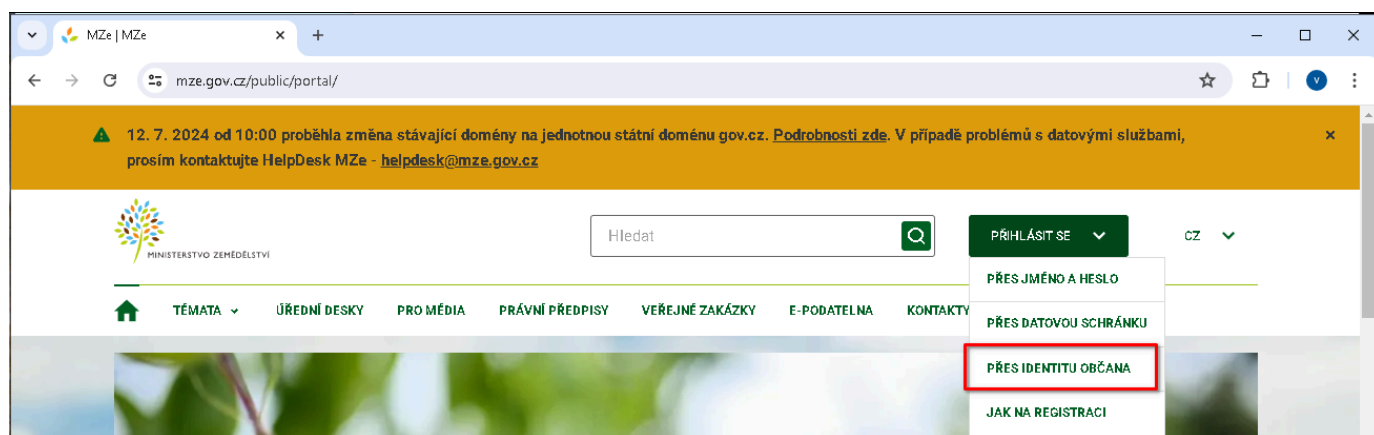 MZe | MZe
mze.gov.cz/public/portal/
V
12. 7. 2024 od 10:00 proběhla změna stávající domény na jednotnou státní doménu gov.cz. Podrobnosti zde. V případě problémů s datovými službami,
prosím kontaktujte HelpDesk MZe - helpdesk@mze.gov.cz
MINISTERSTVO ZEMĚDĚLSTVÍ
Hledat
PŘIHLÁSIT SE
CZ
PŘES JMÉNO A HESLO
TÉMATA ÚŘEDNÍ DESKY PRO MÉDIA PRÁVNÍ PŘEDPISY VEŘEJNÉ ZAKÁZKY E-PODATELNA KONTAKTY
PŘES DATOVOU SCHRÁNKU
PŘES IDENTITU OBČANA
JAK NA REGISTRACI